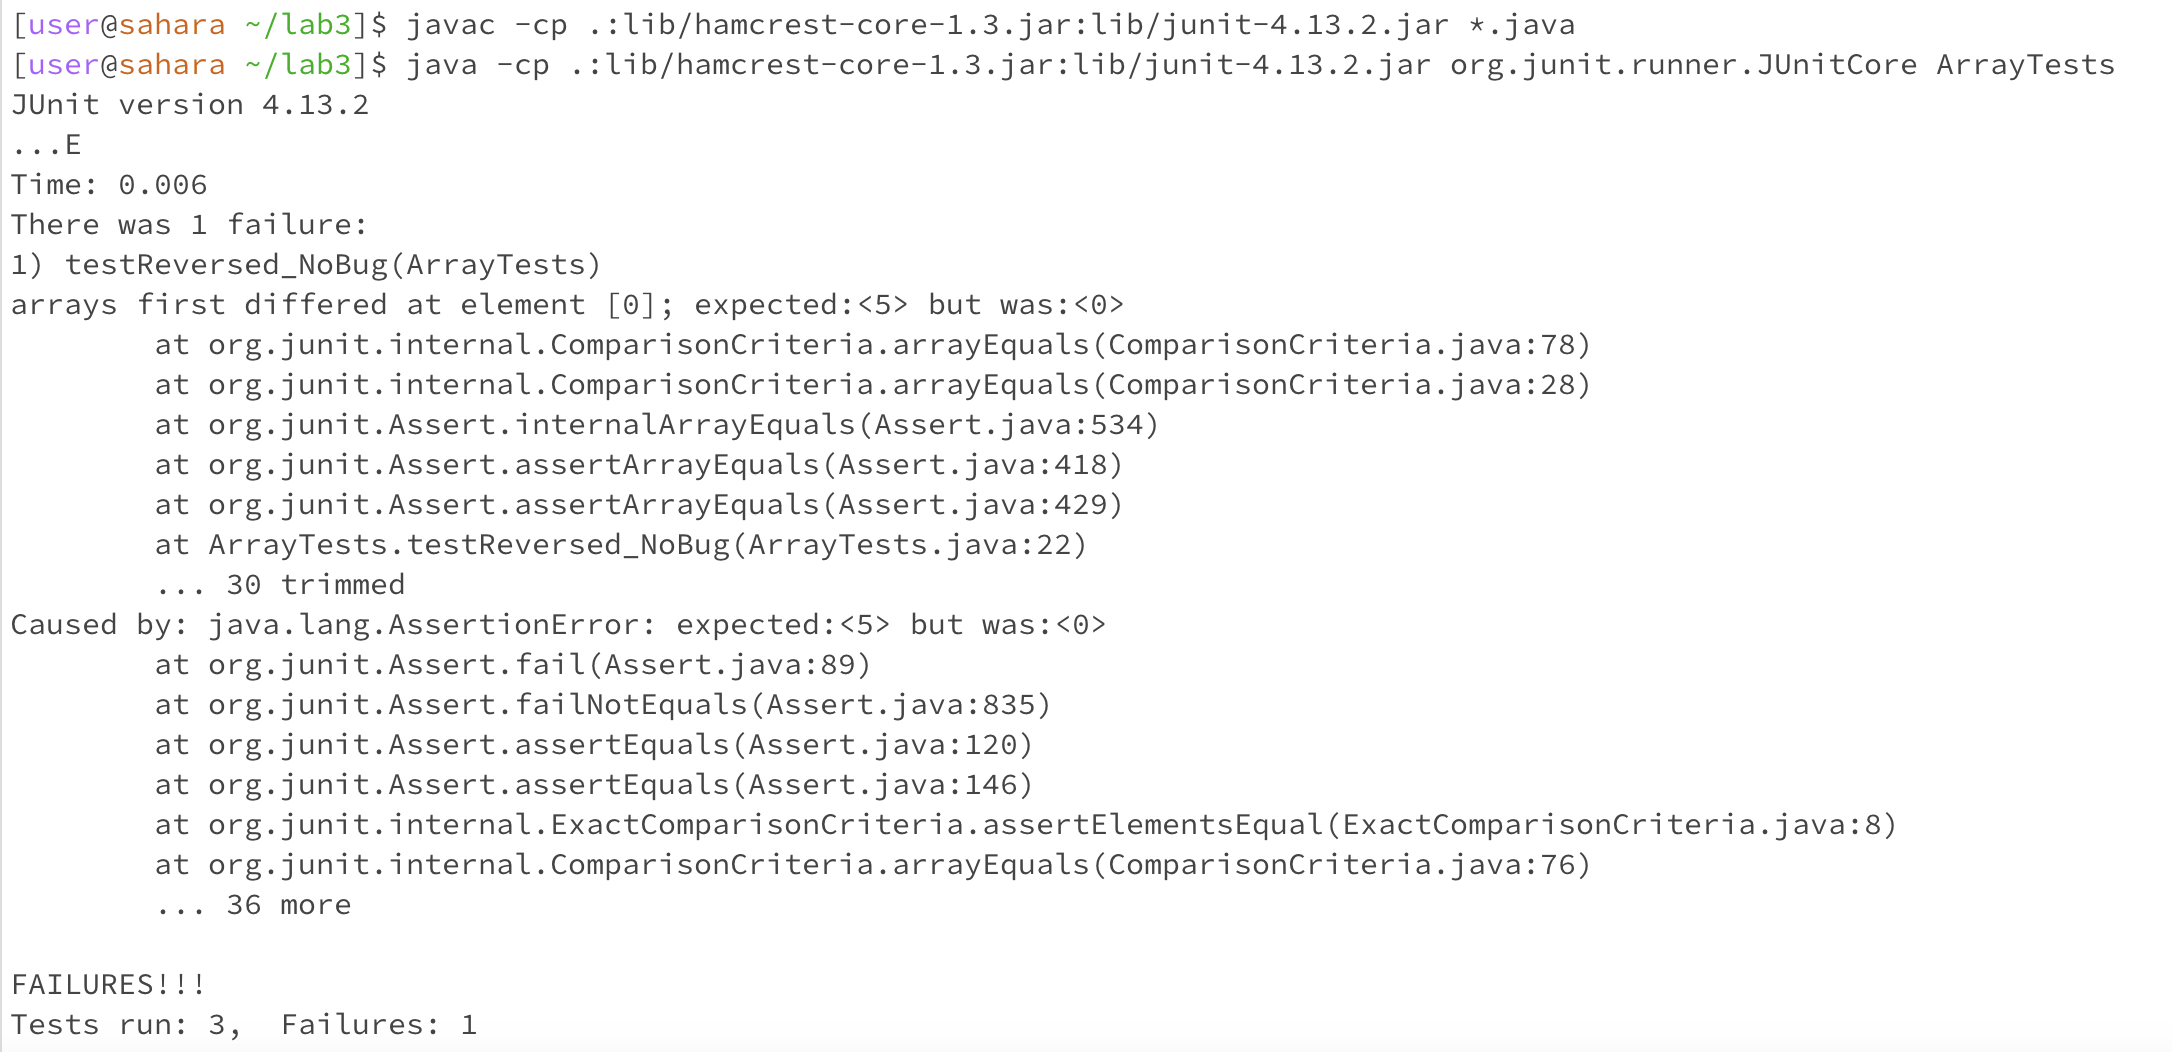 [user@sahara ~/lab3]$ javac -cp .:lib/hamcrest-core-1.3.jar:lib/junit-4.13.2.jar *.java
[user@sahara ~/lab3]$ java -cp .:lib/hamcrest-core-1.3.jar:lib/junit-4.13.2.jar org.junit.runner.JUnitCore ArrayTests
JUnit version 4.13.2
...E
Time: 0.006
There was 1 failure:
1) testReversed_NoBug(ArrayTests)
arrays first differed at element [0]; expected:<5> but was:<0>
        at org.junit.internal.ComparisonCriteria.arrayEquals(ComparisonCriteria.java:78)
        at org.junit.internal.ComparisonCriteria.arrayEquals(ComparisonCriteria.java:28)
        at org.junit.Assert.internalArrayEquals(Assert.java:534)
        at org.junit.Assert.assertArrayEquals(Assert.java:418)
        at org.junit.Assert.assertArrayEquals(Assert.java:429)
        at ArrayTests.testReversed_NoBug(ArrayTests.java:22)
        ... 30 trimmed
Caused by: java.lang.AssertionError: expected:<5> but was:<0>
        at org.junit.Assert.fail(Assert.java:89)
        at org.junit.Assert.failNotEquals(Assert.java:835)
        at org.junit.Assert.assertEquals(Assert.java:120)
        at org.junit.Assert.assertEquals(Assert.java:146)
        at org.junit.internal.ExactComparisonCriteria.assertElementsEqual(ExactComparisonCriteria.java:8)
        at org.junit.internal.ComparisonCriteria.arrayEquals(ComparisonCriteria.java:76)
        ... 36 more

FAILURES!!!
Tests run: 3,  Failures: 1